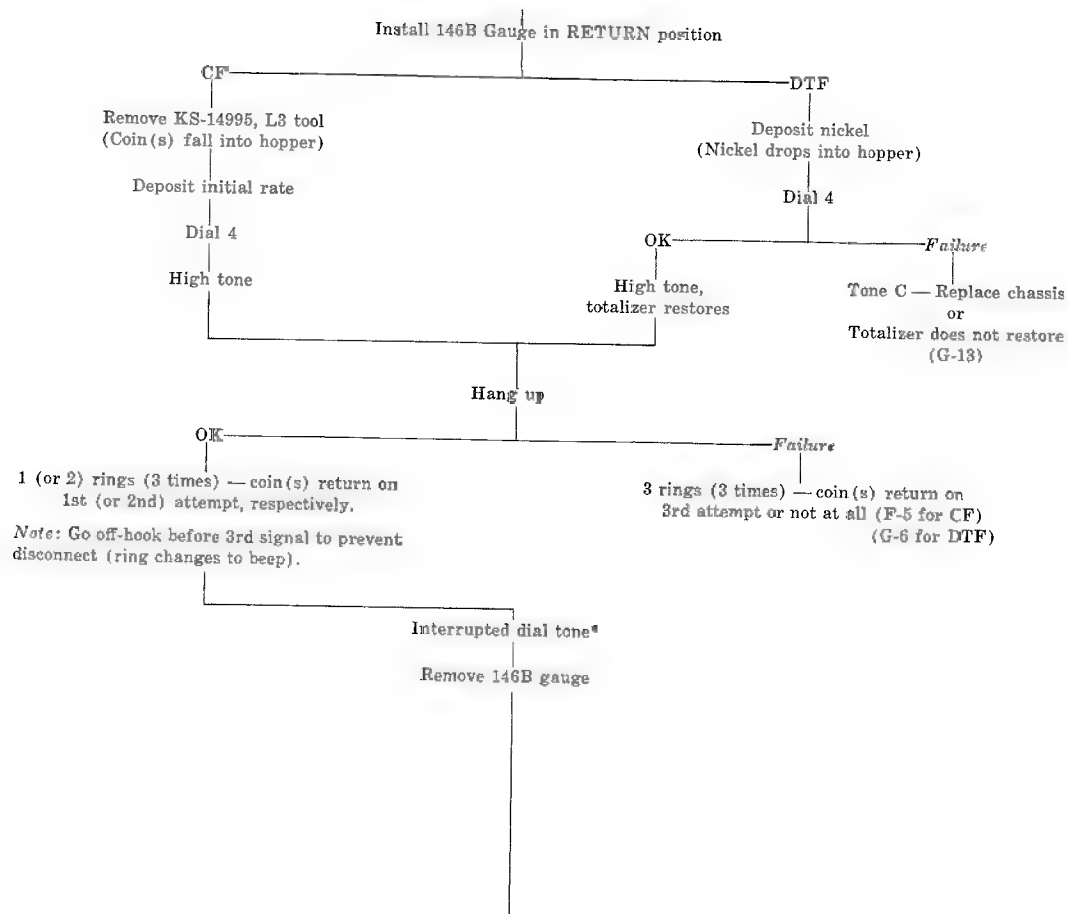 Install 146B Gauge in RETURN position
CF
DTF
Remove KS-14995, L3 tool
(Coin(s) fall into hopper)
Deposit initial rate
Dial 4
High tone
Deposit nickel
(Nickel drops into hopper)
Dial 4
OK
Failure
High tone,
totalizer restores
Tone C — Replace chassis
or
Totalizer does not restore
(G-13)
Hang up
OK
Failure
1 (or 2) rings (3 times) — coin(s) return on
1st (or 2nd) attempt, respectively.
Note: Go off-hook before 3rd signal to prevent
disconnect (ring changes to beep).
3 rings (3 times) — coin(s) return on
3rd attempt or not at all (F-5 for CF)
(G-6 for DTF)
Interrupted dial tone*
Remove 146B gauge